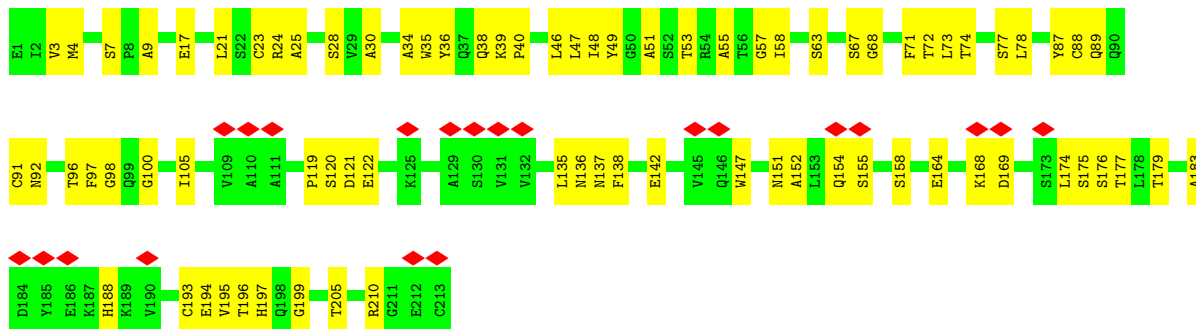 E1 I2 V3 M4 S7 P8 A9 E17 L21 S22 C23 R24 A25 S28 V29 A30 A34 W35 Y36 Q37 Q38 K39 P40 L46 L47 I48 Y49 G50 A51 S52 T53 R54 A55 T56 G57 I58 S63 S67 G68 F71 T72 L73 T74 S77 L78 Y87 C88 Q89 Q90
C91 N92 T96 F97 G98 Q99 G100 I105 V109 A110 A111 P119 S120 D121 E122 K125 A129 S130 V131 V132 L135 N136 N137 F138 E142 V145 Q146 W147 N151 A152 L153 Q154 S155 S158 E164 K168 D169 S173 L174 S175 S176 T177 L178 T179 A183
D184 Y185 E186 K187 H188 K189 V190 C193 E194 V195 T196 H197 Q198 G199 T205 R210 G211 E212 C213